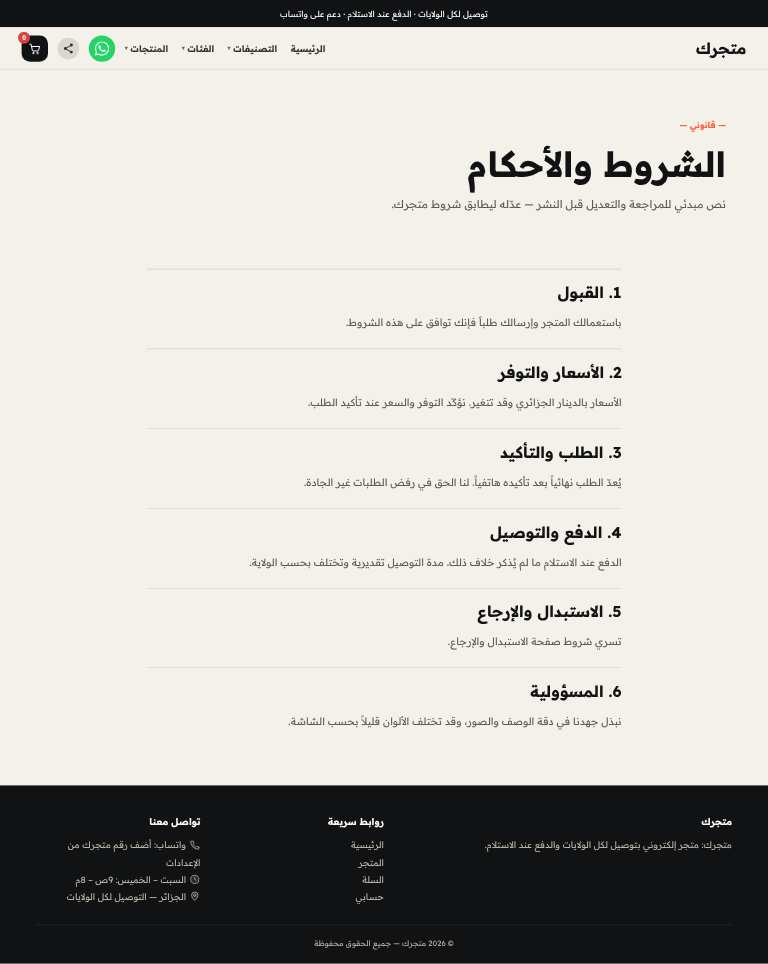 توصيل لكل الولايات · الدفع عند الاستلام · دعم على واتساب
متجرك
الرئيسية
التصنيفات
الفئات
المنتجات
0
— قانوني —
الشروط والأحكام
نص مبدئي للمراجعة والتعديل قبل النشر — عدّله ليطابق شروط متجرك.
1. القبول
باستعمالك المتجر وإرسالك طلباً فإنك توافق على هذه الشروط.
2. الأسعار والتوفر
الأسعار بالدينار الجزائري وقد تتغير. نؤكّد التوفر والسعر عند تأكيد الطلب.
3. الطلب والتأكيد
يُعدّ الطلب نهائياً بعد تأكيده هاتفياً. لنا الحق في رفض الطلبات غير الجادة.
4. الدفع والتوصيل
الدفع عند الاستلام ما لم يُذكر خلاف ذلك. مدة التوصيل تقديرية وتختلف بحسب الولاية.
5. الاستبدال والإرجاع
تسري شروط صفحة الاستبدال والإرجاع.
6. المسؤولية
نبذل جهدنا في دقة الوصف والصور، وقد تختلف الألوان قليلاً بحسب الشاشة.
متجرك
متجرك: متجر إلكتروني بتوصيل لكل الولايات والدفع عند الاستلام.
روابط سريعة
الرئيسية
المتجر
السلة
حسابي
تواصل معنا
واتساب: أضف رقم متجرك من
الإعدادات
السبت – الخميس: 9ص – 8م
الجزائر — التوصيل لكل الولايات
© 2026 متجرك — جميع الحقوق محفوظة